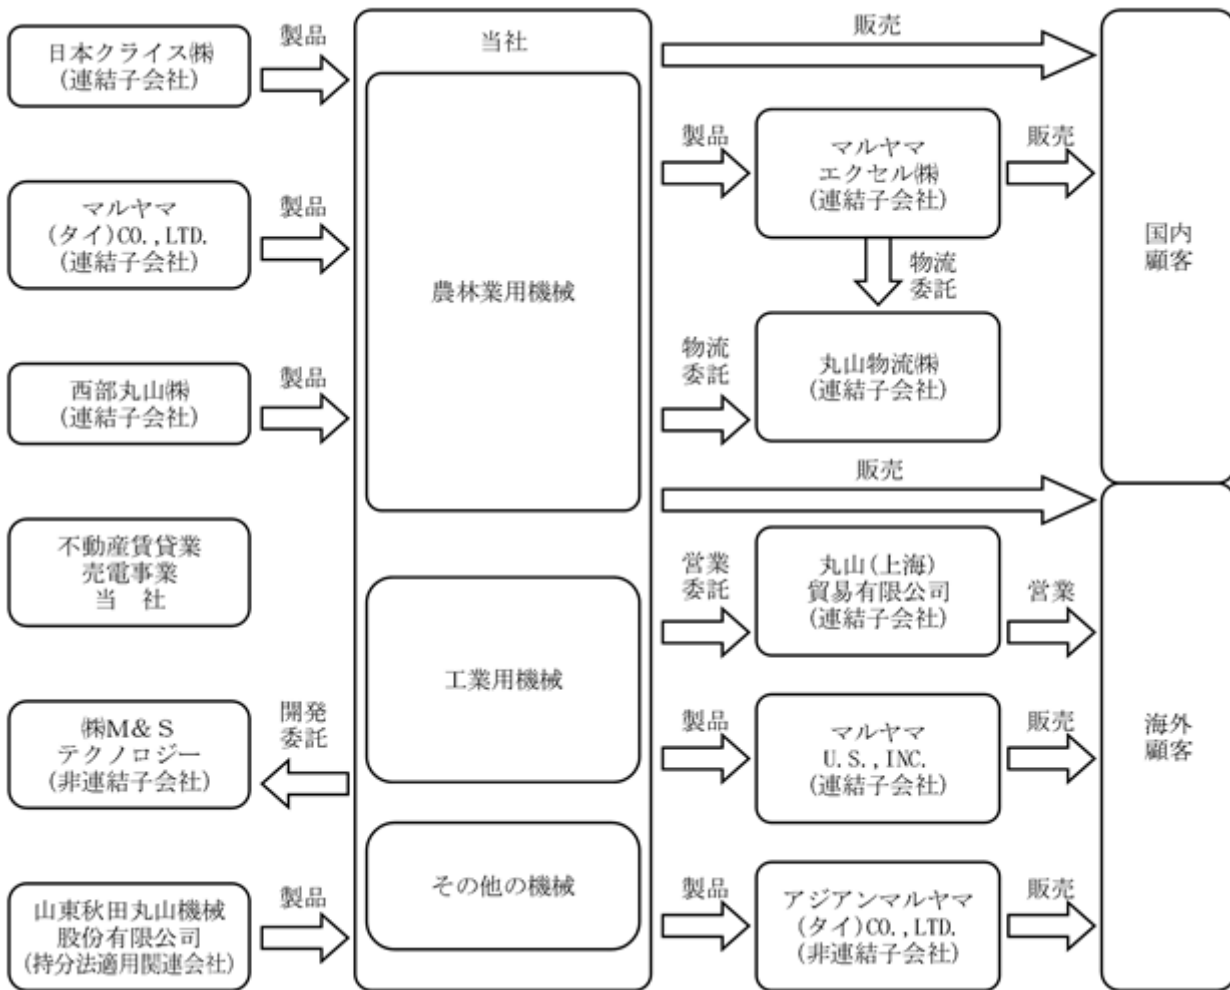 日本クライス㈱
(連結子会社)
製品
マルヤマ
(タイ)CO.,LTD.
(連結子会社)
製品
西部丸山㈱
(連結子会社)
製品
不動産賃貸業
売電事業
当 社
㈱M&S
テクノロジー
(非連結子会社)
開発
委託
山東秋田丸山機械
股份有限公司
(持分法適用関連会社)
製品
当社
農林業用機械
工業用機械
その他の機械
販売
製品
マルヤマ
エクセル㈱
(連結子会社)
販売
物流
委託
物流
委託
丸山物流㈱
(連結子会社)
販売
営業
委託
丸山(上海)
貿易有限公司
(連結子会社)
営業
製品
マルヤマ
U.S.,INC.
(連結子会社)
販売
製品
アジアンマルヤマ
(タイ)CO.,LTD.
(非連結子会社)
販売
国内
顧客
海外
顧客